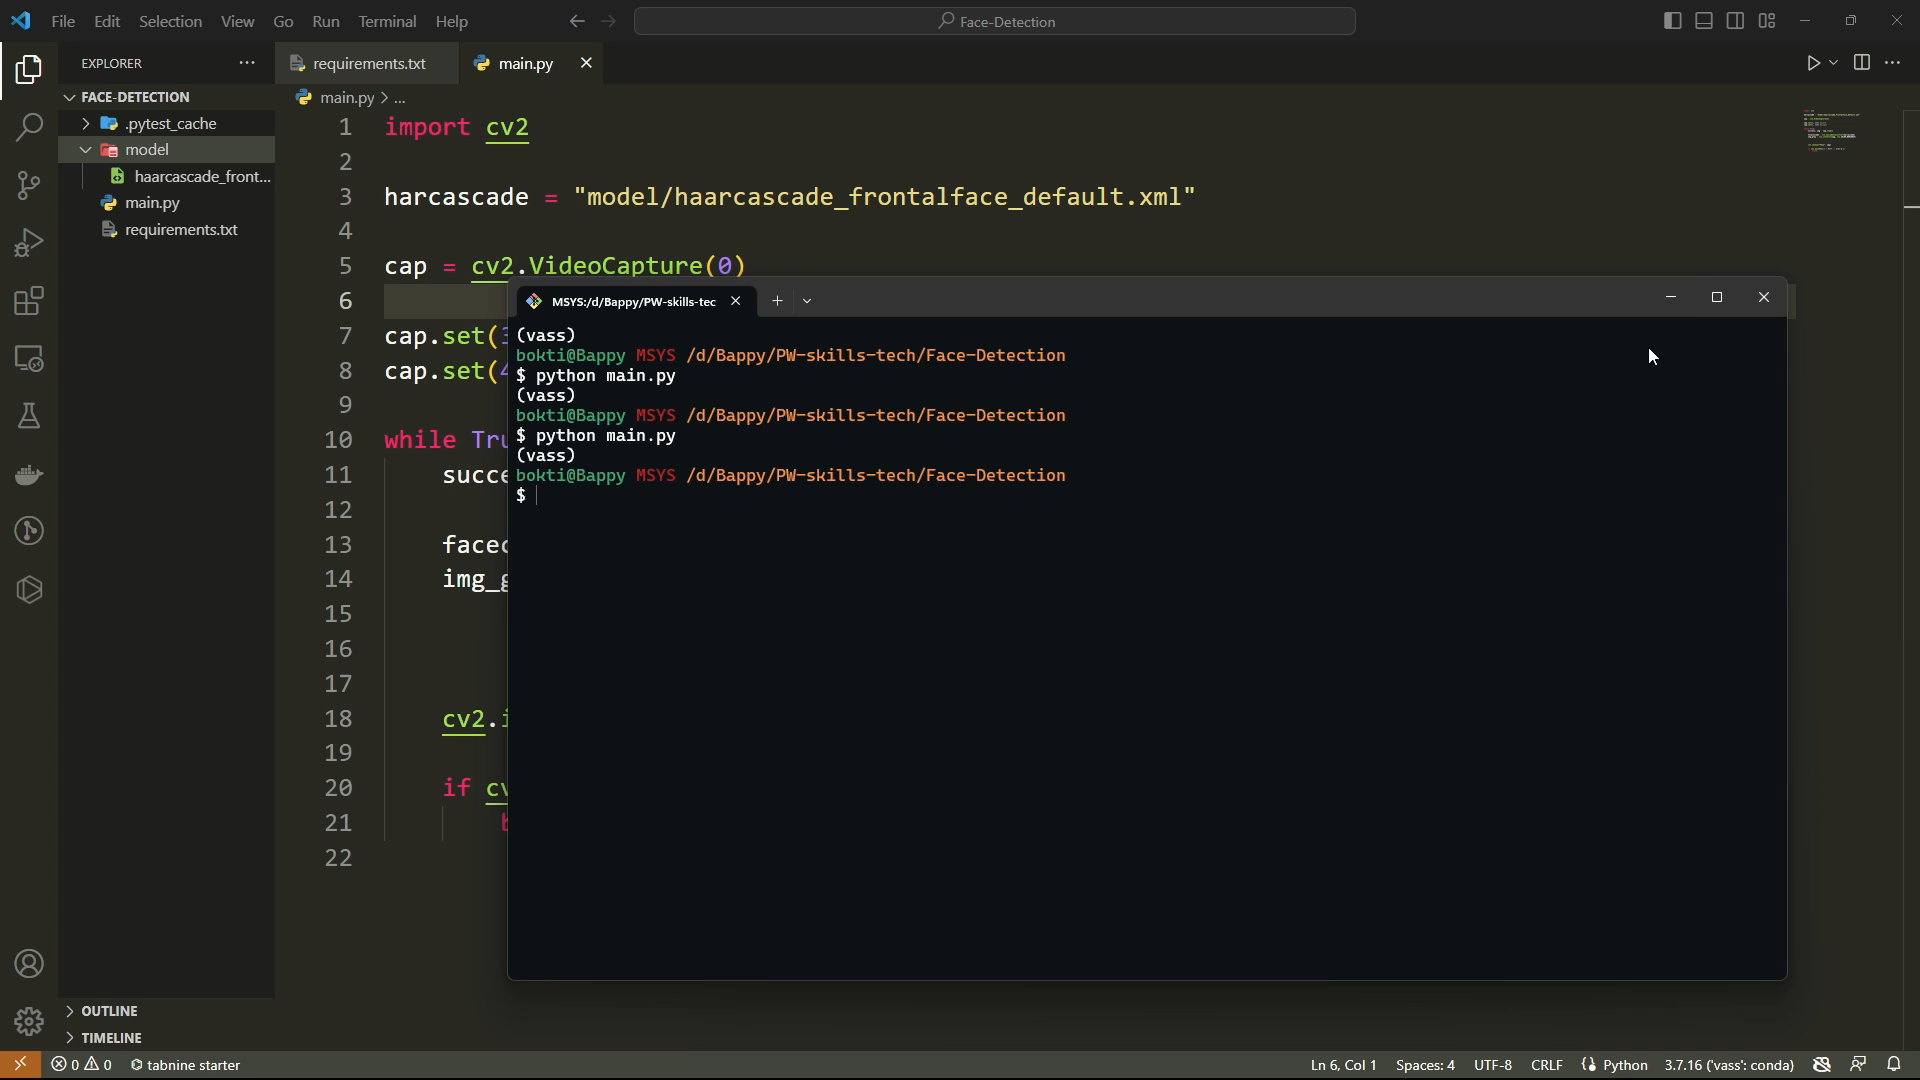 File Edit Selection View Go Run Terminal Help
Face-Detection
EXPLORER
requirements.txt
main.py
FACE-DETECTION
.pytest_cache
model
haarcascade_front...
main.py
requirements.txt
OUTLINE
TIMELINE
main.py > ...
1 import cv2
2
3 harcascade = "model/haarcascade_frontalface_default.xml"
4
5 cap = cv2.VideoCapture(0)
6
7 cap.set(
8 cap.set(
9
10 while Tru
11 succe
12
13 facec
14 img_g
15
16
17
18 cv2.i
19
20 if cv
21 b
22
MSYS:/d/Bappy/PW-skills-tec
(vass)
bokti@Bappy MSYS /d/Bappy/PW-skills-tech/Face-Detection
$ python main.py
(vass)
bokti@Bappy MSYS /d/Bappy/PW-skills-tech/Face-Detection
$ python main.py
(vass)
bokti@Bappy MSYS /d/Bappy/PW-skills-tech/Face-Detection
$
0 0 tabnine starter
Ln 6, Col 1 Spaces: 4 UTF-8 CRLF Python 3.7.16 ('vass': conda)